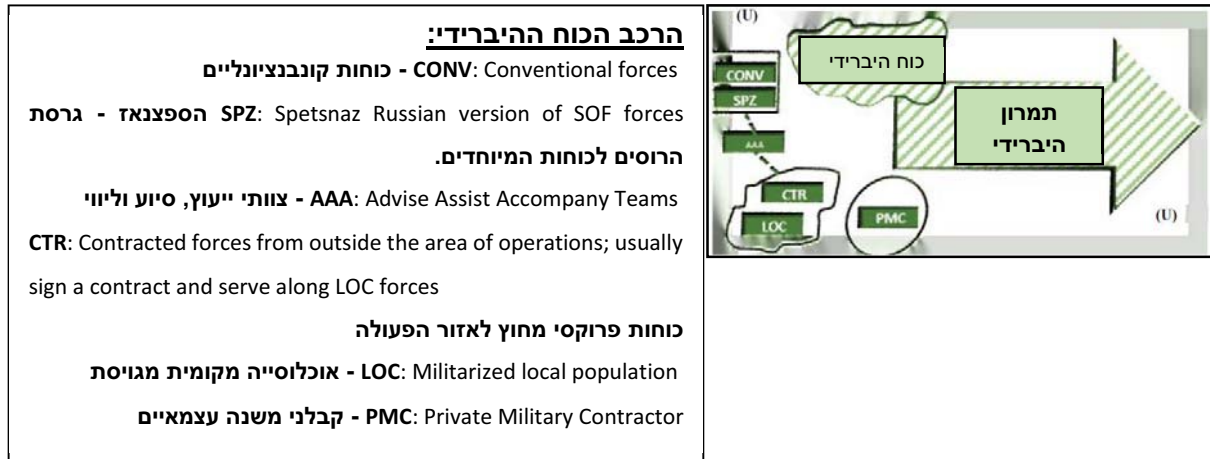 הרכב הכוח ההיברידי:
CONV: Conventional forces - כוחות קונבנציונליים
SPZ: Spetsnaz Russian version of SOF forces הספצנאז - גרסת
הרוסים לכוחות המיוחדים.
AAA: Advise Assist Accompany Teams - צוותי ייעוץ, סיוע וליווי
CTR: Contracted forces from outside the area of operations; usually
sign a contract and serve along LOC forces
כוחות פרוקסי מחוץ לאזור הפעולה
LOC: Militarized local population - אוכלוסייה מקומית מגויסת
PMC: Private Military Contractor - קבלני משנה עצמאיים
(U)
כוח היברידי
CONV
SPZ
תמרון
היברידי
AAA
CTR
LOC
PMC
(U)